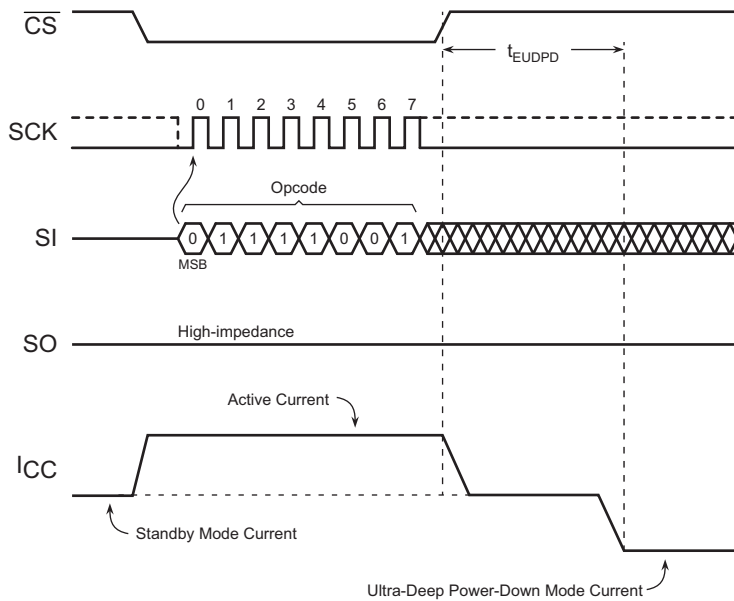 CS
tEUDPD
0 1 2 3 4 5 6 7
SCK
Opcode
SI
0 1 1 1 1 0 0 1
MSB
High-impedance
SO
Active Current
ICC
Standby Mode Current
Ultra-Deep Power-Down Mode Current